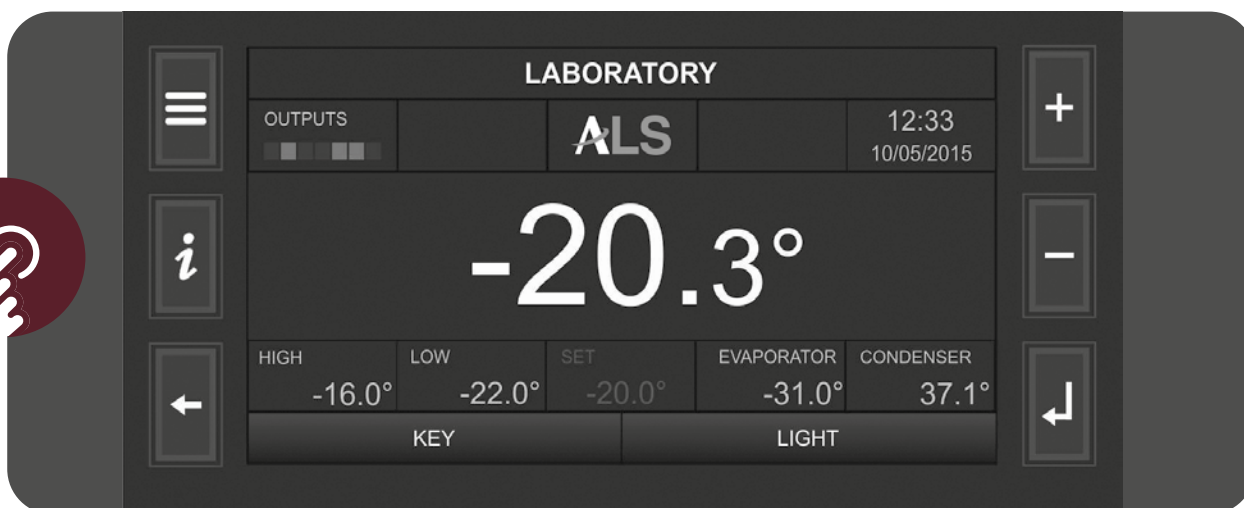 LABORATORY
OUTPUTS
ALS
12:33
10/05/2015
i
-20.3°
HIGH
LOW
SET
EVAPORATOR
CONDENSER
-16.0°
-22.0°
-20.0°
-31.0°
37.1°
KEY
LIGHT